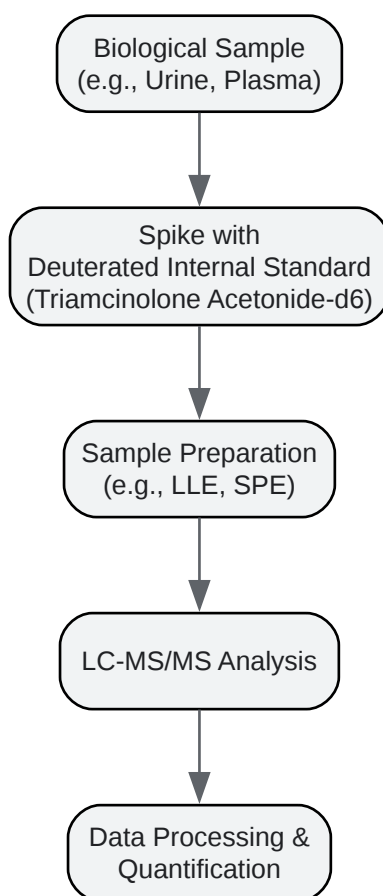 Biological Sample
(e.g., Urine, Plasma)
Spike with
Deuterated Internal Standard
(Triamcinolone Acetonide-d6)
Sample Preparation
(e.g., LLE, SPE)
LC-MS/MS Analysis
Data Processing &
Quantification